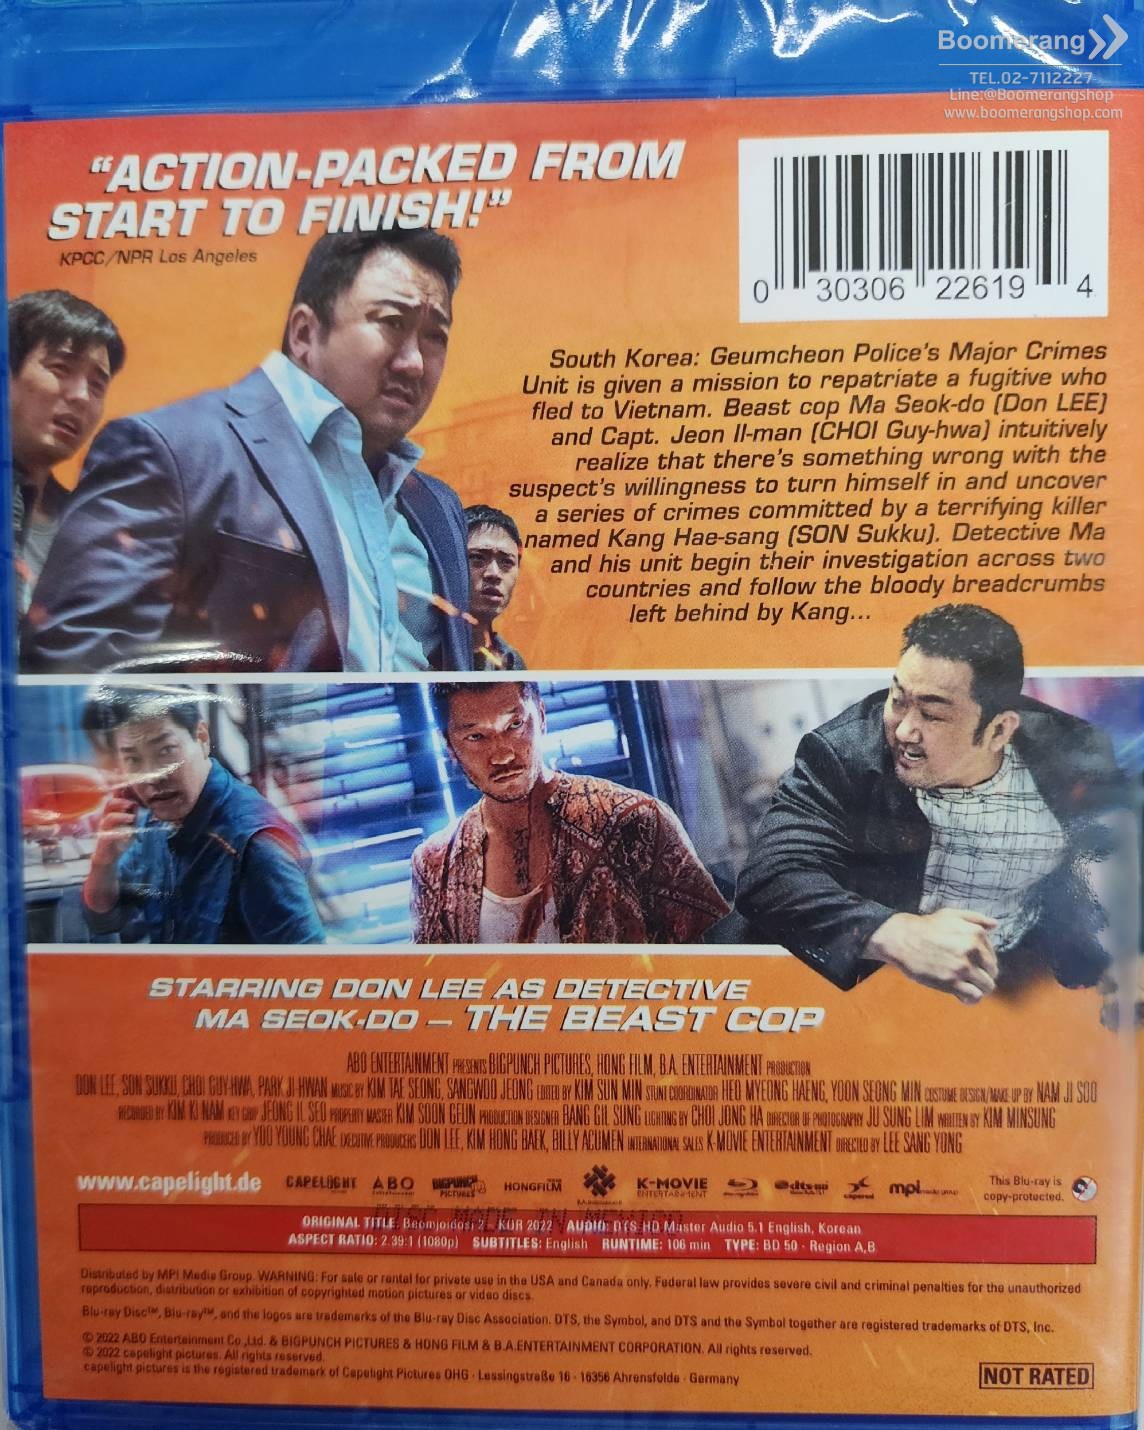 Boomerang
TEL.02-7112227
Line:@Boomerangshop
www.boomerangshop.com
"ACTION-PACKED FROM
START TO FINISH!"
KPCC/NPR Los Angeles
0 30306 22619 4
South Korea: Geumcheon Police's Major Crimes
Unit is given a mission to repatriate a fugitive who
fled to Vietnam. Beast cop Ma Seok-do (Don LEE)
and Capt. Jeon Il-man (CHOI Guy-hwa) intuitively
realize that there's something wrong with the
suspect's willingness to turn himself in and uncover
a series of crimes committed by a terrifying killer
named Kang Hae-sang (SON Sukku). Detective Ma
and his unit begin their investigation across two
countries and follow the bloody breadcrumbs
left behind by Kang...
STARRING DON LEE AS DETECTIVE
MA SEOK-DO – THE BEAST COP
ABO ENTERTAINMENT PRESENTS BIGPUNCH PICTURES, HONG FILM, B.A. ENTERTAINMENT PRODUCTION
DON LEE, SON SUKKU, CHOI GUY-HWA, PARK JI-HWAN MUSIC BY KIM TAE SEONG, SANGWOO JEONG EDITED BY KIM SUN MIN STUNT COORDINATOR HEO MYEONG HAENG, YOON SEONG MIN COSTUME DESIGN/MAKE UP BY NAM JI SOO
RECORDED BY KIM KI NAM KEY GRIP JEONG IL SEO PROPERTY MASTER KIM SOON GEUN PRODUCTION DESIGNER BANG GIL SUNG LIGHTING BY CHOI JONG HA DIRECTOR OF PHOTOGRAPHY JU SUNG LIM WRITTEN BY KIM MINSUNG
PRODUCED BY YOO YOUNG CHAE EXECUTIVE PRODUCERS DON LEE, KIM HONG BAEK, BILLY ACUMEN INTERNATIONAL SALES K-MOVIE ENTERTAINMENT DIRECTED BY LEE SANG YONG
www.capelight.de CAPELIGHT ABO Entertainment BIGPUNCH PICTURES HONGFILM K-MOVIE ENTERTAINMENT mpi media group
This Blu-ray is
copy-protected.
DISC MADE IN MEXICO
ORIGINAL TITLE: Beomjoidosi 2 KOR 2022 AUDIO: DTS-HD Master Audio 5.1 English, Korean
ASPECT RATIO: 2.39:1 (1080p) SUBTITLES: English RUNTIME: 106 min TYPE: BD 50 · Region A,B
Distributed by MPI Media Group. WARNING: For sale or rental for private use in the USA and Canada only. Federal law provides severe civil and criminal penalties for the unauthorized
reproduction, distribution or exhibition of copyrighted motion pictures or video discs.
Blu-ray Disc™, Blu-ray™, and the logos are trademarks of the Blu-ray Disc Association. DTS, the Symbol, and DTS and the Symbol together are registered trademarks of DTS, Inc.
© 2022 ABO Entertainment Co.,Ltd. & BIGPUNCH PICTURES & HONG FILM & B.A.ENTERTAINMENT CORPORATION. All rights reserved.
© 2022 capelight pictures. All rights reserved.
capelight pictures is the registered trademark of Capelight Pictures OHG · Lessingstraße 16 · 16356 Ahrensfelde · Germany
NOT RATED